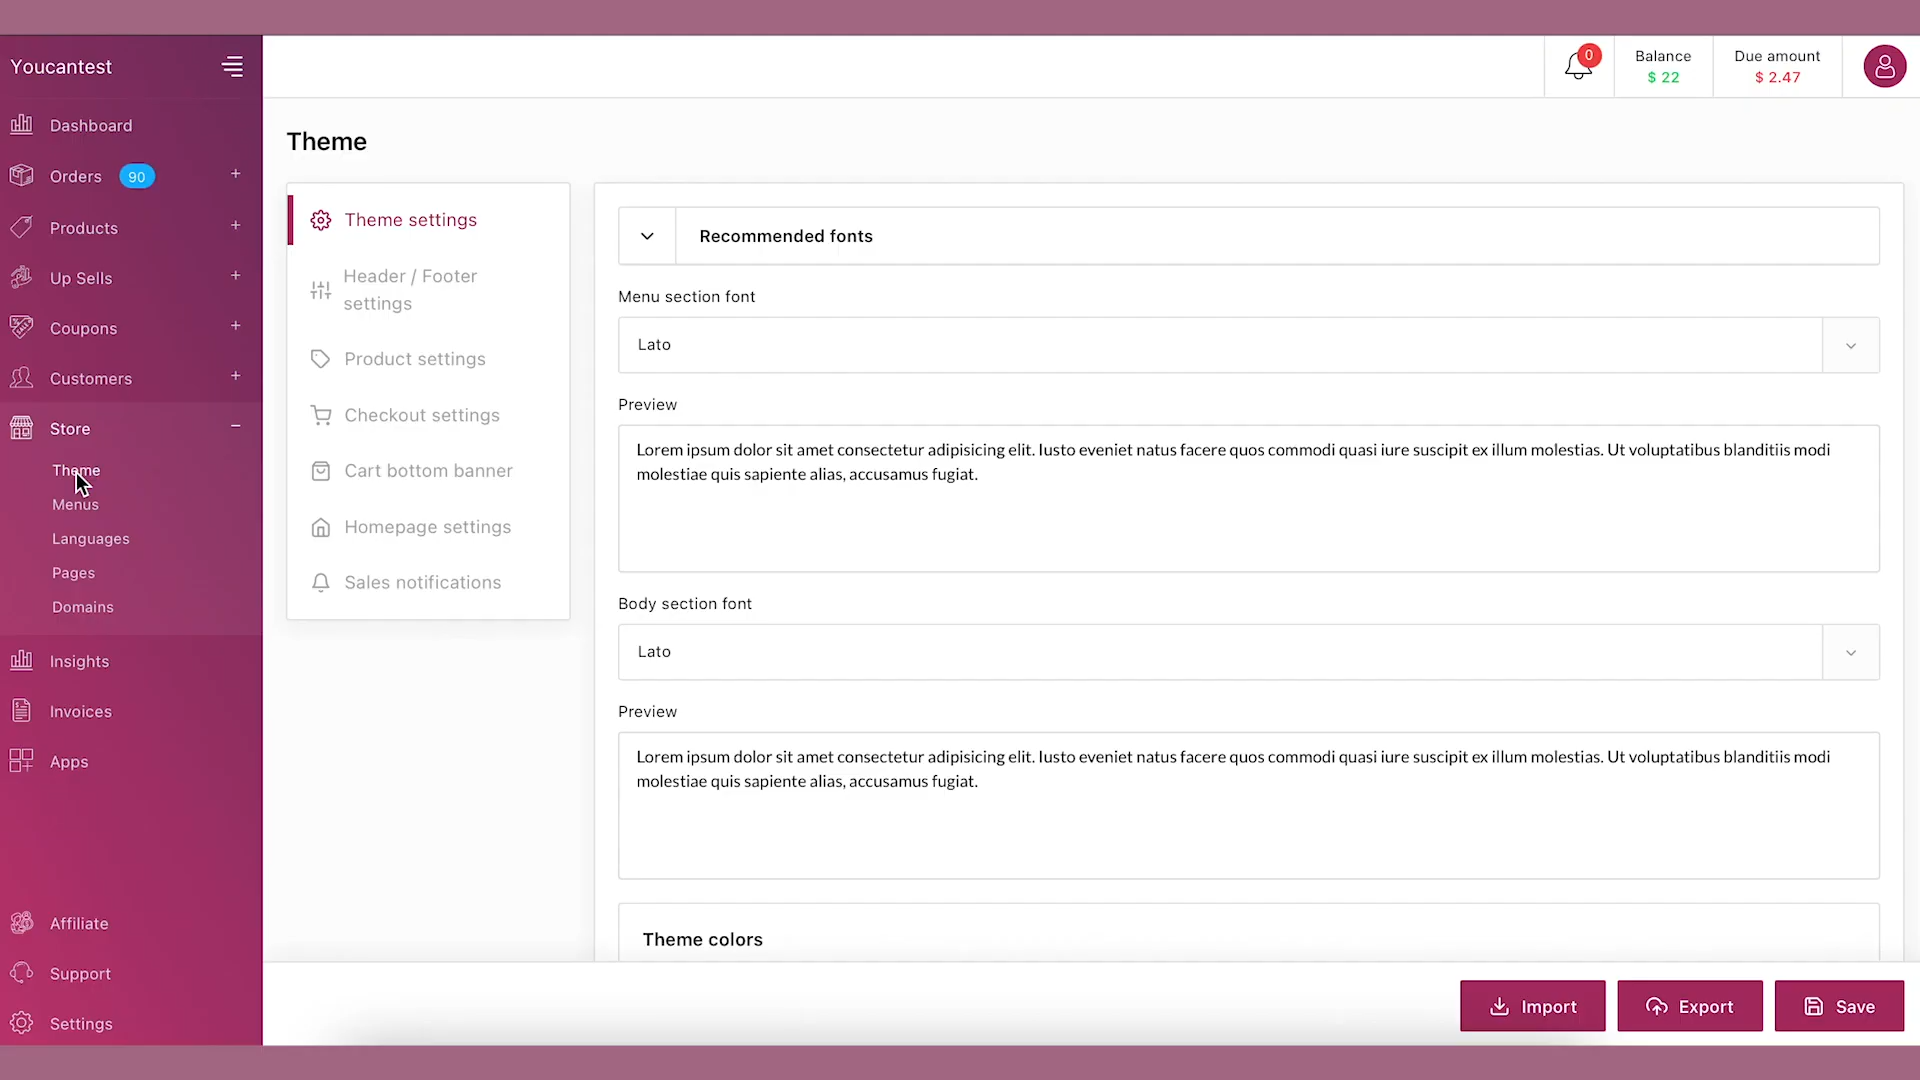 Youcantest
0
Balance
$ 22
Due amount
$ 2.47
Dashboard
Orders 90 +
Products +
Up Sells +
Coupons +
Customers +
Store −
Theme
Menus
Languages
Pages
Domains
Insights
Invoices
Apps
Affiliate
Support
Settings
Theme
Theme settings
Header / Footer
settings
Product settings
Checkout settings
Cart bottom banner
Homepage settings
Sales notifications
Recommended fonts
Menu section font
Lato
Preview
Lorem ipsum dolor sit amet consectetur adipisicing elit. Iusto eveniet natus facere quos commodi quasi iure suscipit ex illum molestias. Ut voluptatibus blanditiis modi
molestiae quis sapiente alias, accusamus fugiat.
Body section font
Lato
Preview
Lorem ipsum dolor sit amet consectetur adipisicing elit. Iusto eveniet natus facere quos commodi quasi iure suscipit ex illum molestias. Ut voluptatibus blanditiis modi
molestiae quis sapiente alias, accusamus fugiat.
Theme colors
Import
Export
Save